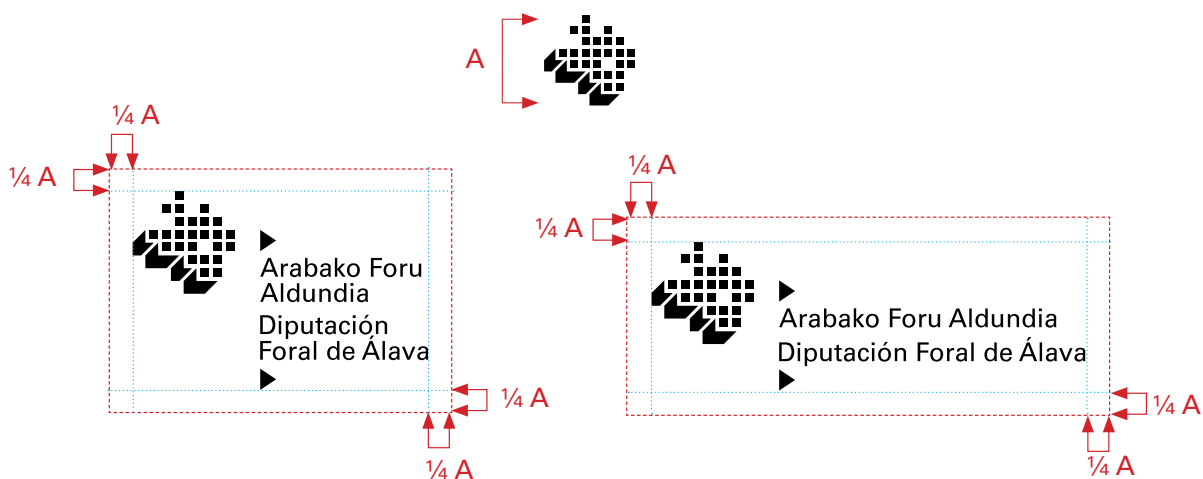 A
¼ A
¼ A
Arabako Foru
Aldundia
Diputación
Foral de Álava
¼ A
¼ A
¼ A
¼ A
Arabako Foru Aldundia
Diputación Foral de Álava
¼ A
¼ A